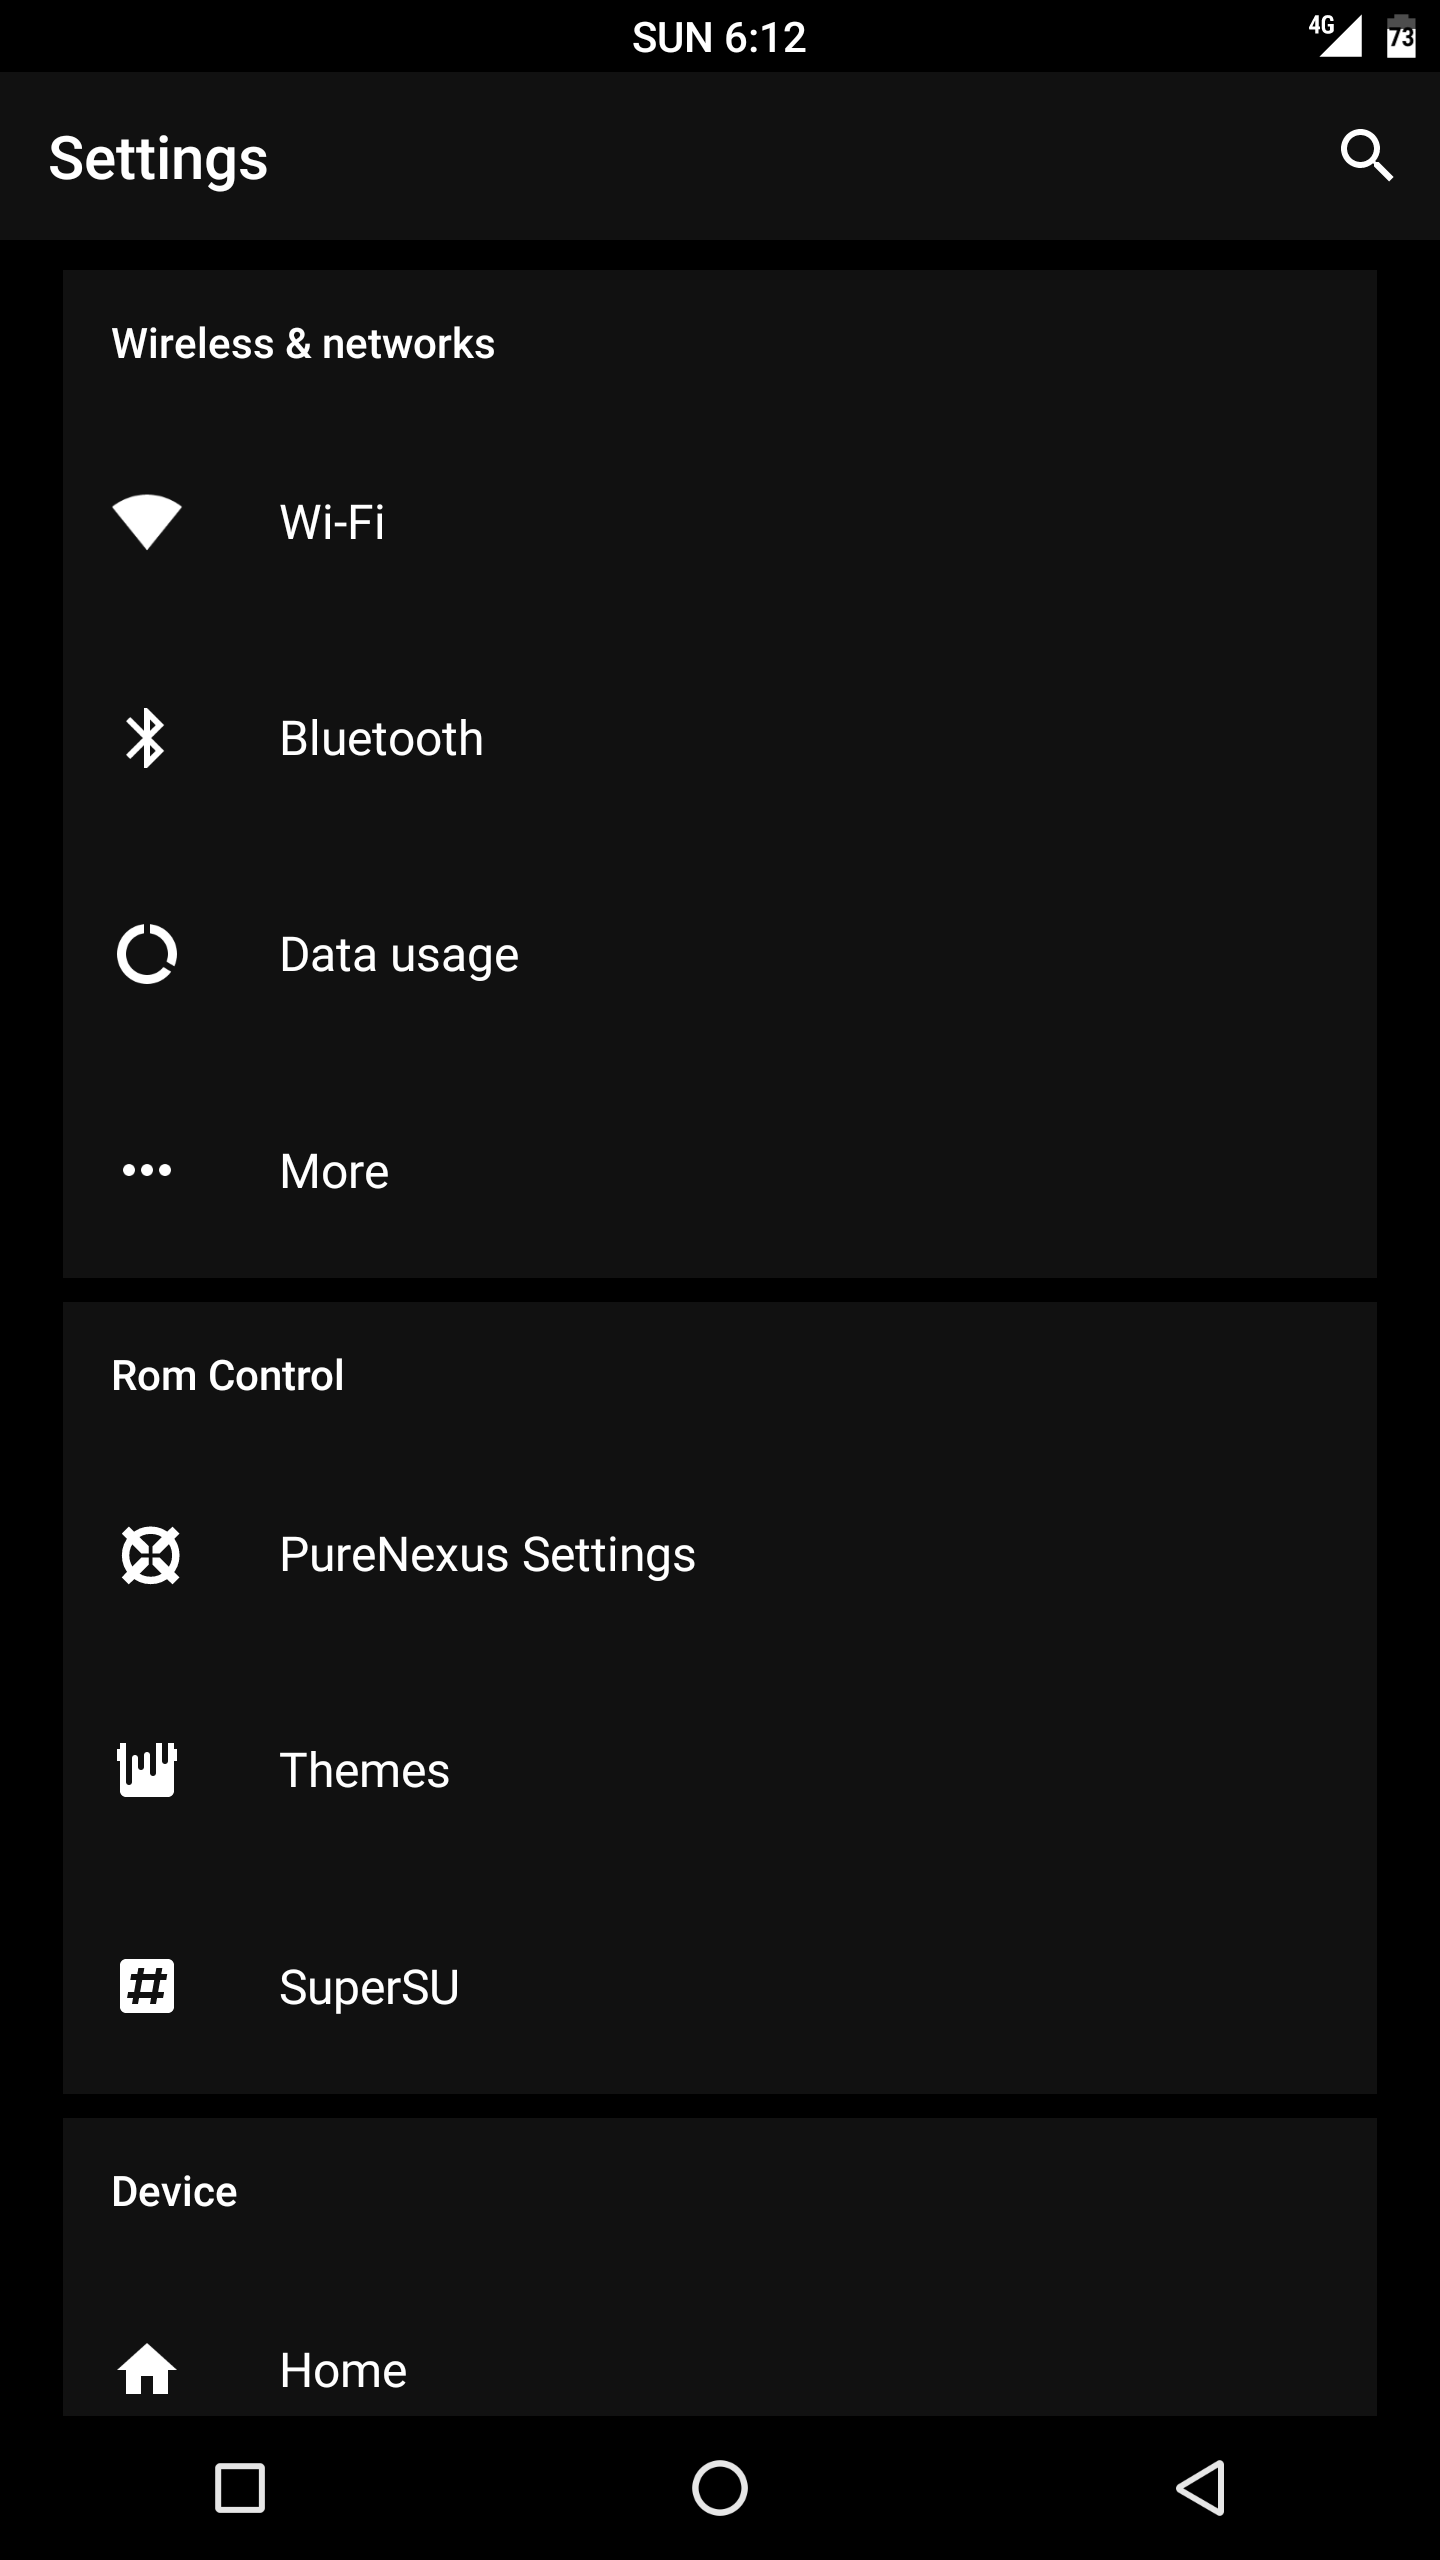 SUN 6:12
4G
73
Settings
Wireless & networks
Wi-Fi
Bluetooth
Data usage
More
Rom Control
PureNexus Settings
Themes
#
SuperSU
Device
Home